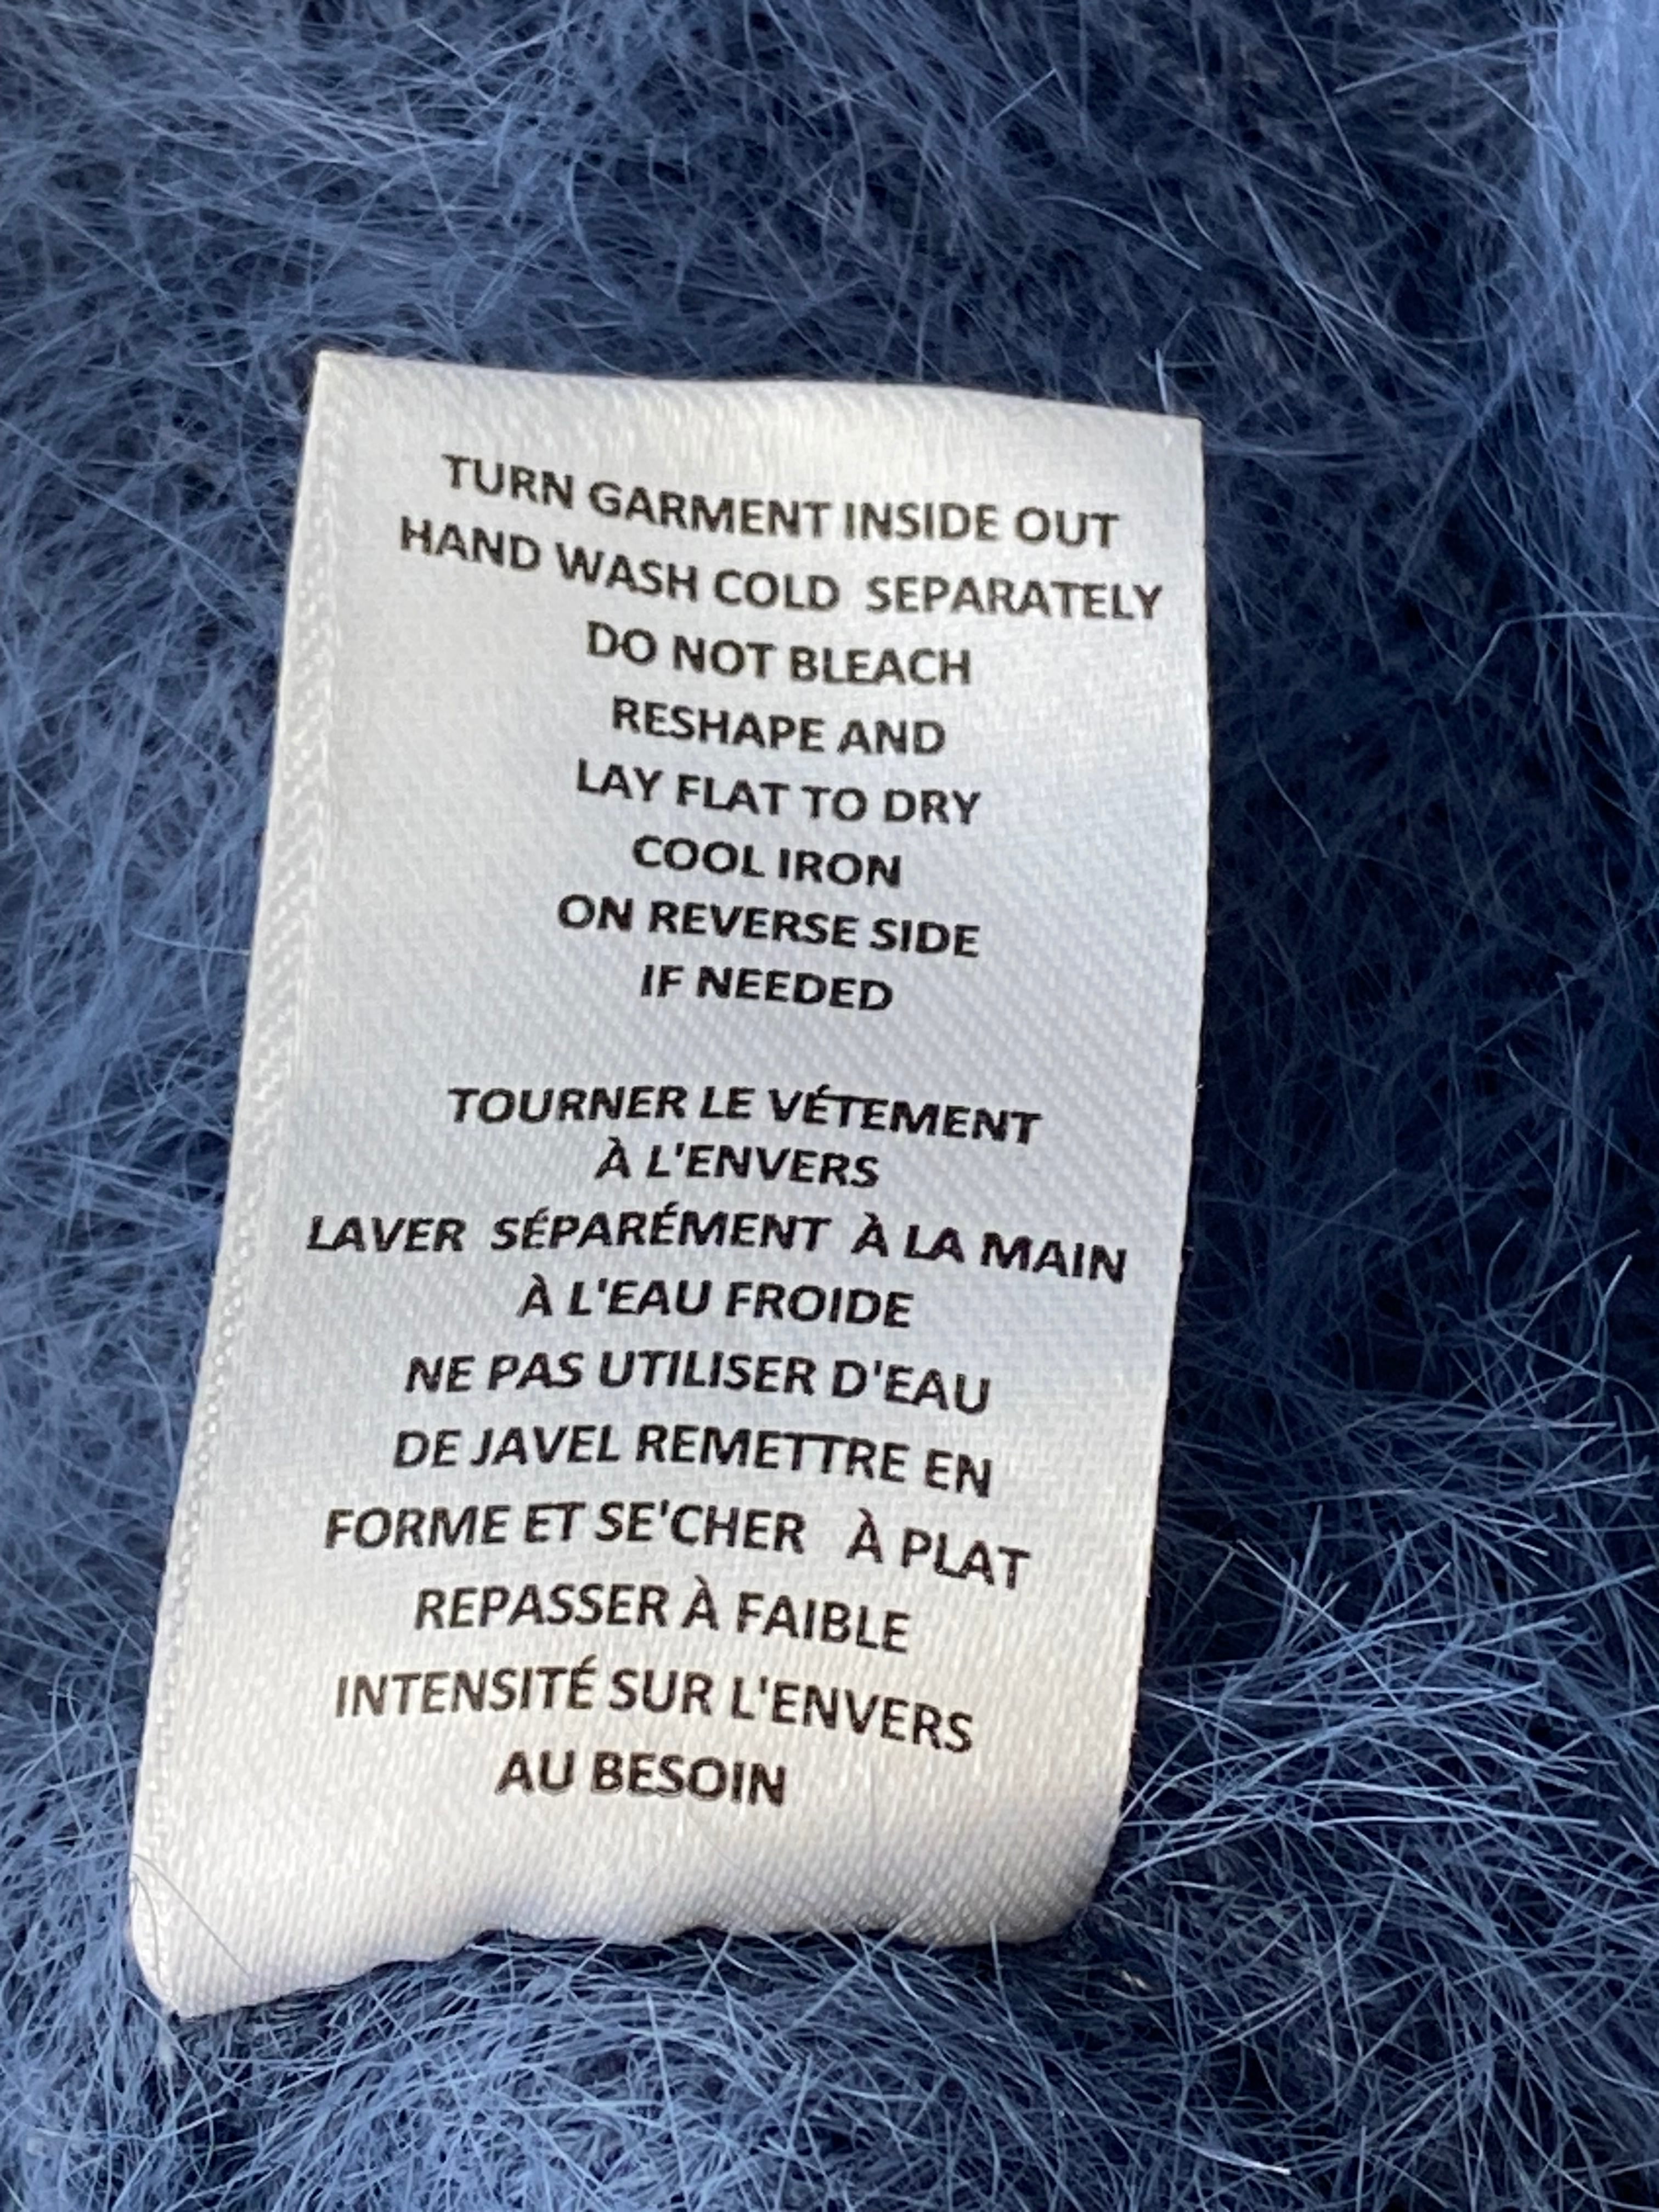 TURN GARMENT INSIDE OUT
HAND WASH COLD SEPARATELY
DO NOT BLEACH
RESHAPE AND
LAY FLAT TO DRY
COOL IRON
ON REVERSE SIDE
IF NEEDED
TOURNER LE VÉTEMENT
À L'ENVERS
LAVER SÉPARÉMENT À LA MAIN
À L'EAU FROIDE
NE PAS UTILISER D'EAU
DE JAVEL REMETTRE EN
FORME ET SE'CHER À PLAT
REPASSER À FAIBLE
INTENSITÉ SUR L'ENVERS
AU BESOIN